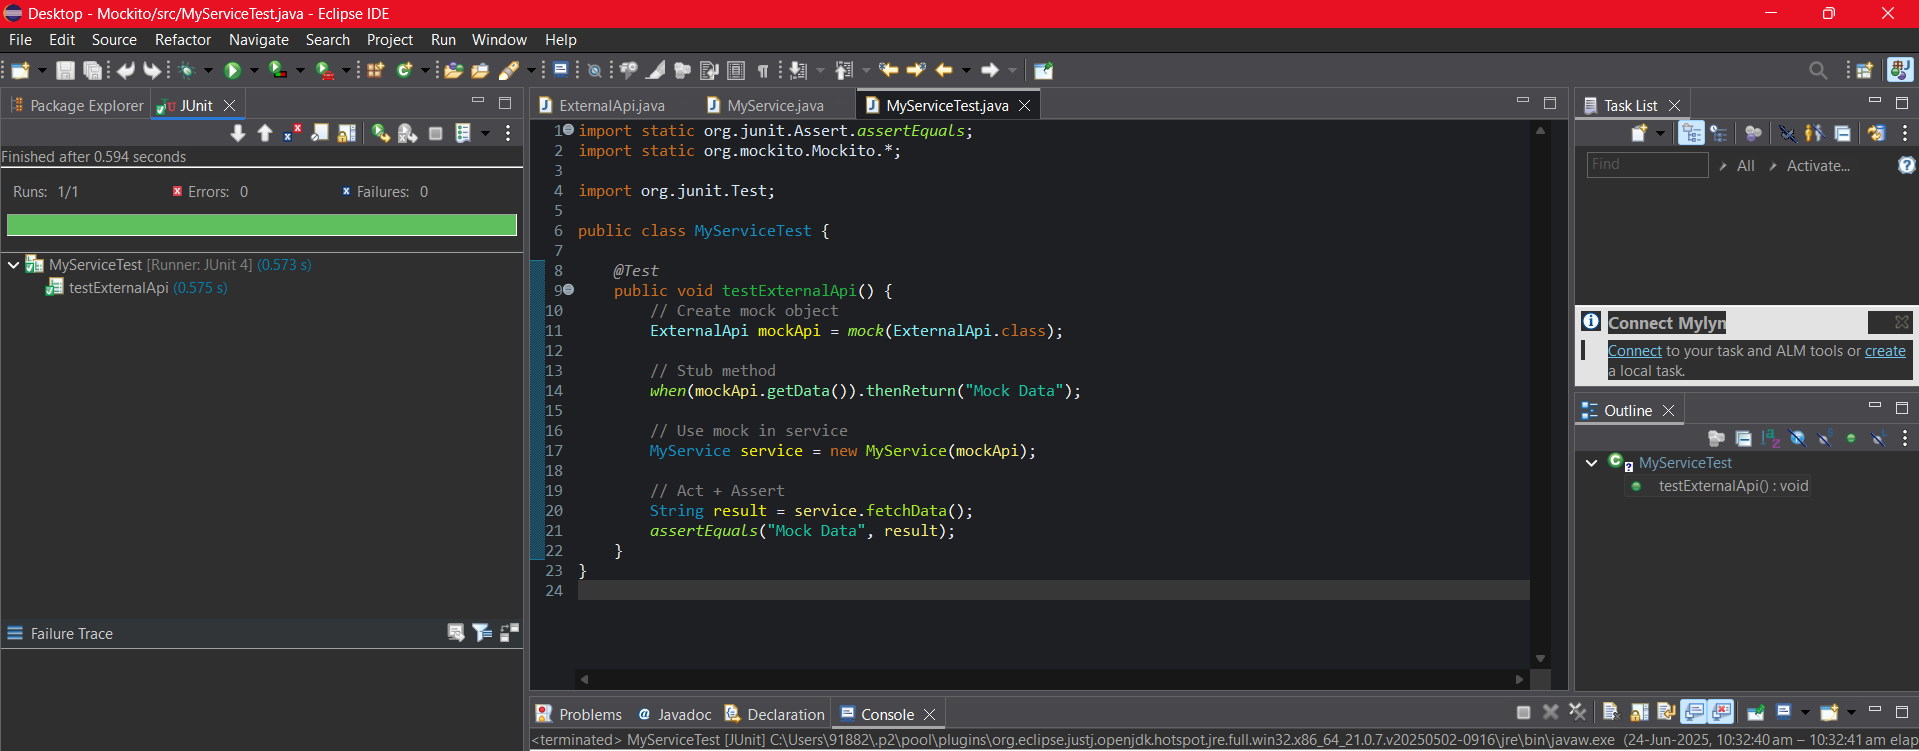 Desktop - Mockito/src/MyServiceTest.java - Eclipse IDE
File Edit Source Refactor Navigate Search Project Run Window Help
Package Explorer JUnit
Finished after 0.594 seconds
Runs: 1/1 Errors: 0 Failures: 0
MyServiceTest [Runner: JUnit 4] (0.573 s)
testExternalApi (0.575 s)
Failure Trace
ExternalApi.java MyService.java MyServiceTest.java
1 import static org.junit.Assert.assertEquals;
2 import static org.mockito.Mockito.*;
3
4 import org.junit.Test;
5
6 public class MyServiceTest {
7
8 @Test
9 public void testExternalApi() {
10 // Create mock object
11 ExternalApi mockApi = mock(ExternalApi.class);
12
13 // Stub method
14 when(mockApi.getData()).thenReturn("Mock Data");
15
16 // Use mock in service
17 MyService service = new MyService(mockApi);
18
19 // Act + Assert
20 String result = service.fetchData();
21 assertEquals("Mock Data", result);
22 }
23 }
24
Task List
Find All Activate...
Connect Mylyn
Connect to your task and ALM tools or create
a local task.
Outline
MyServiceTest
testExternalApi() : void
Problems Javadoc Declaration Console
<terminated> MyServiceTest [JUnit] C:\Users\91882\.p2\pool\plugins\org.eclipse.justj.openjdk.hotspot.jre.full.win32.x86_64_21.0.7.v20250502-0916\jre\bin\javaw.exe (24-Jun-2025, 10:32:40 am – 10:32:41 am elap